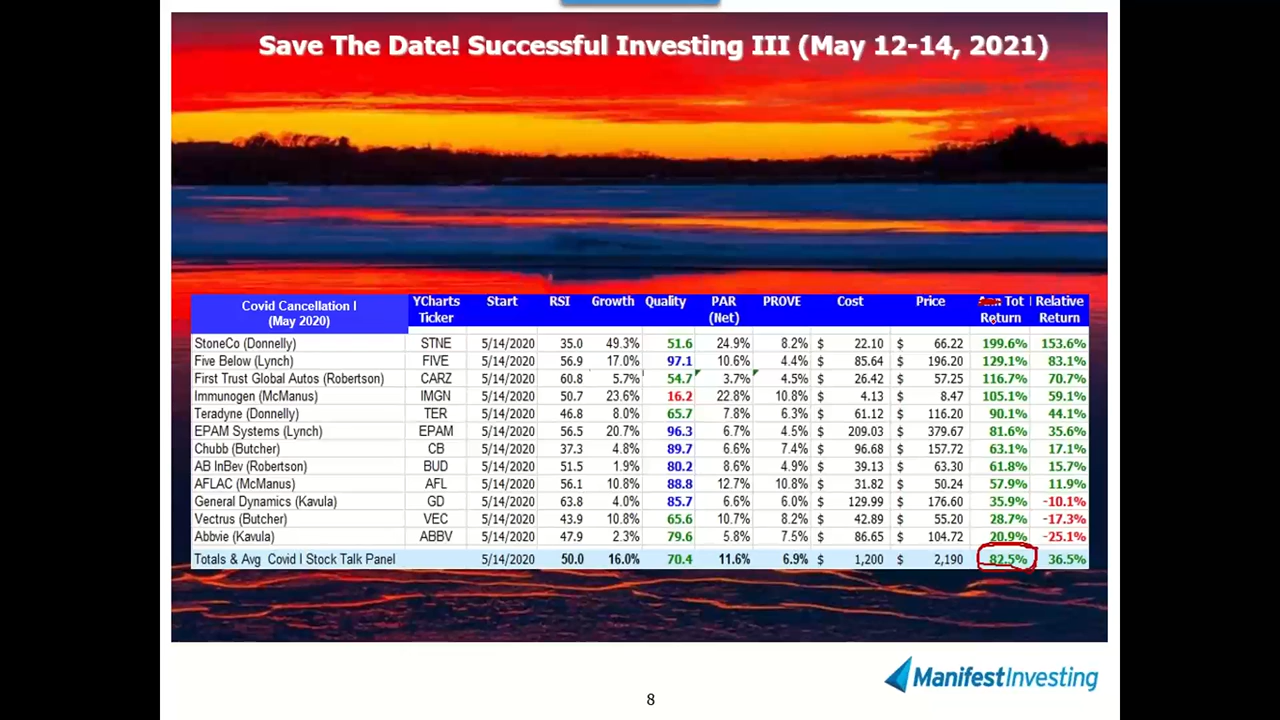 Save The Date! Successful Investing III (May 12-14, 2021)
Covid Cancellation I (May 2020) YCharts Ticker Start RSI Growth Quality PAR (Net) PROVE Cost Price Tot Return Relative Return
StoneCo (Donnelly) STNE 5/14/2020 35.0 49.3% 51.6 24.9% 8.2% $ 22.10 $ 66.22 199.6% 153.6%
Five Below (Lynch) FIVE 5/14/2020 56.9 17.0% 97.1 10.6% 4.4% $ 85.64 $ 196.20 129.1% 83.1%
First Trust Global Autos (Robertson) CARZ 5/14/2020 60.8 5.7% 54.7 3.7% 4.5% $ 26.42 $ 57.25 116.7% 70.7%
Immunogen (McManus) IMGN 5/14/2020 50.7 23.6% 16.2 22.8% 10.8% $ 4.13 $ 8.47 105.1% 59.1%
Teradyne (Donnelly) TER 5/14/2020 46.8 8.0% 65.7 7.8% 6.3% $ 61.12 $ 116.20 90.1% 44.1%
EPAM Systems (Lynch) EPAM 5/14/2020 56.5 20.7% 96.3 6.7% 4.5% $ 209.03 $ 379.67 81.6% 35.6%
Chubb (Butcher) CB 5/14/2020 37.3 4.8% 89.7 6.6% 7.4% $ 96.68 $ 157.72 63.1% 17.1%
AB InBev (Robertson) BUD 5/14/2020 51.5 1.9% 80.2 8.6% 4.9% $ 39.13 $ 63.30 61.8% 15.7%
AFLAC (McManus) AFL 5/14/2020 56.1 10.8% 88.8 12.7% 10.8% $ 31.82 $ 50.24 57.9% 11.9%
General Dynamics (Kavula) GD 5/14/2020 63.8 4.0% 85.7 6.6% 6.0% $ 129.99 $ 176.60 35.9% -10.1%
Vectrus (Butcher) VEC 5/14/2020 43.9 10.8% 65.6 10.7% 8.2% $ 42.89 $ 55.20 28.7% -17.3%
Abbvie (Kavula) ABBV 5/14/2020 47.9 2.3% 79.6 5.8% 7.5% $ 86.65 $ 104.72 20.9% -25.1%
Totals & Avg Covid I Stock Talk Panel 5/14/2020 50.0 16.0% 70.4 11.6% 6.9% $ 1,200 $ 2,190 82.5% 36.5%
ManifestInvesting
8